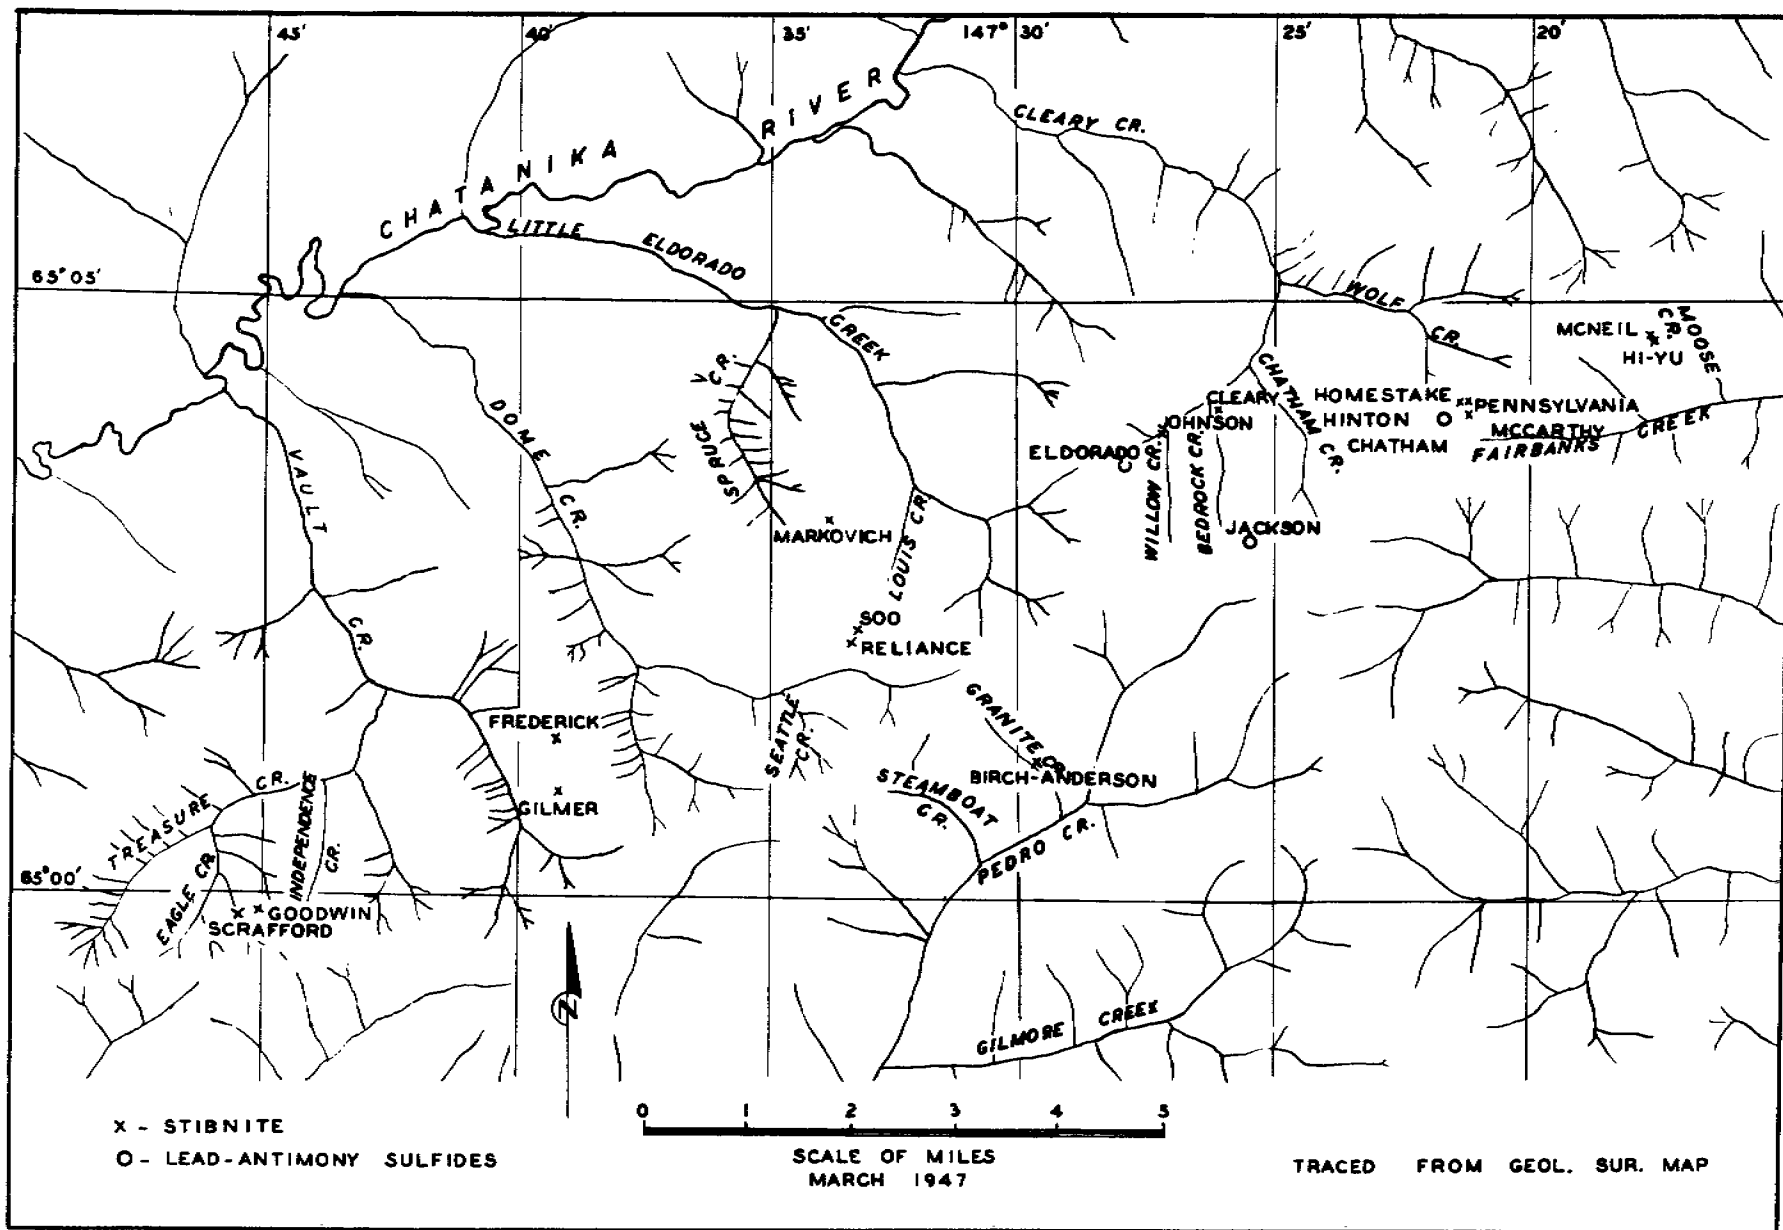 45'
40'
35'
147° 30'
25'
20'
CHATANIKA RIVER
CLEARY CR.
LITTLE ELDORADO CREEK
65° 05'
WOLF CR.
MOOSE CR.
MCNEIL
HI-YU
SPRUCE CR.
CHATHAM CR.
CLEARY
HOMESTAKE
PENNSYLVANIA
HINTON
JOHNSON
MCCARTHY
CHATHAM
FAIRBANKS CREEK
ELDORADO
WILLOW CR.
BEDROCK CR.
DOME CR.
VAULT CR.
MARKOVICH
LOUIS CR.
JACKSON
SOO
RELIANCE
GRANITE CR.
FREDERICK
SEATTLE CR.
BIRCH-ANDERSON
STEAMBOAT CR.
GILMER
TREASURE CR.
INDEPENDENCE CR.
PEDRO CR.
65° 00'
EAGLE CR.
GOODWIN
SCRAFFORD
N
GILMORE CREEK
X - STIBNITE
O - LEAD-ANTIMONY SULFIDES
0 1 2 3 4 5
SCALE OF MILES
MARCH 1947
TRACED FROM GEOL. SUR. MAP